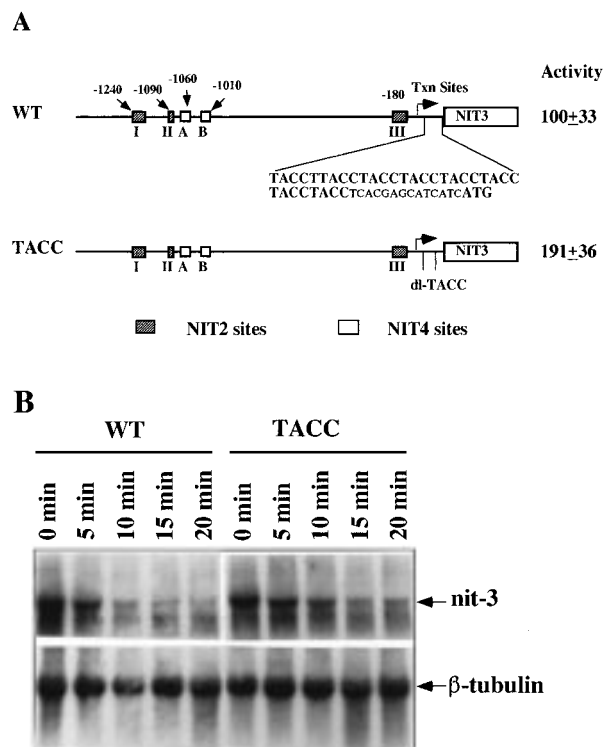 A
-1240
-1090
-1060
-1010
-180
Txn Sites
Activity
WT
I
II
A
B
III
NIT3
100±33
TACCTTACCTACCTACCTACCTACC
TACCTACCTCACGAGCATCATCATG
TACC
I
II
A
B
III
NIT3
191±36
dl-TACC
NIT2 sites
NIT4 sites
B
WT
TACC
0 min
5 min
10 min
15 min
20 min
0 min
5 min
10 min
15 min
20 min
nit-3
β-tubulin